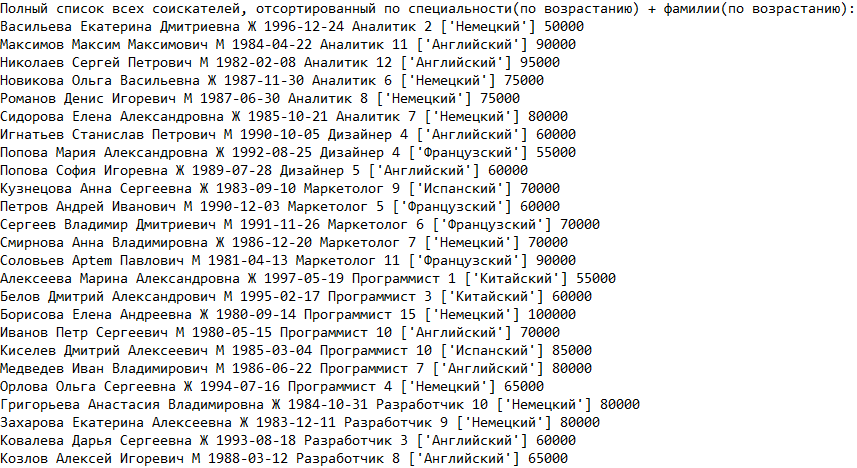 Полный список всех соискателей, отсортированный по специальности(по возрастанию) + фамилии(по возрастанию):
Васильева Екатерина Дмитриевна Ж 1996-12-24 Аналитик 2 ['Немецкий'] 50000
Максимов Максим Максимович М 1984-04-22 Аналитик 11 ['Английский'] 90000
Николаев Сергей Петрович М 1982-02-08 Аналитик 12 ['Английский'] 95000
Новикова Ольга Васильевна Ж 1987-11-30 Аналитик 6 ['Немецкий'] 75000
Романов Денис Игоревич М 1987-06-30 Аналитик 8 ['Немецкий'] 75000
Сидорова Елена Александровна Ж 1985-10-21 Аналитик 7 ['Немецкий'] 80000
Игнатьев Станислав Петрович М 1990-10-05 Дизайнер 4 ['Английский'] 60000
Попова Мария Александровна Ж 1992-08-25 Дизайнер 4 ['Французский'] 55000
Попова София Игоревна Ж 1989-07-28 Дизайнер 5 ['Английский'] 60000
Кузнецова Анна Сергеевна Ж 1983-09-10 Маркетолог 9 ['Испанский'] 70000
Петров Андрей Иванович М 1990-12-03 Маркетолог 5 ['Французский'] 60000
Сергеев Владимир Дмитриевич М 1991-11-26 Маркетолог 6 ['Французский'] 70000
Смирнова Анна Владимировна Ж 1986-12-20 Маркетолог 7 ['Немецкий'] 70000
Соловьев Артем Павлович М 1981-04-13 Маркетолог 11 ['Французский'] 90000
Алексеева Марина Александровна Ж 1997-05-19 Программист 1 ['Китайский'] 55000
Белов Дмитрий Александрович М 1995-02-17 Программист 3 ['Китайский'] 60000
Борисова Елена Андреевна Ж 1980-09-14 Программист 15 ['Немецкий'] 100000
Иванов Петр Сергеевич М 1980-05-15 Программист 10 ['Английский'] 70000
Киселев Дмитрий Алексеевич М 1985-03-04 Программист 10 ['Испанский'] 85000
Медведев Иван Владимирович М 1986-06-22 Программист 7 ['Английский'] 80000
Орлова Ольга Сергеевна Ж 1994-07-16 Программист 4 ['Немецкий'] 65000
Григорьева Анастасия Владимировна Ж 1984-10-31 Разработчик 10 ['Немецкий'] 80000
Захарова Екатерина Алексеевна Ж 1983-12-11 Разработчик 9 ['Немецкий'] 80000
Ковалева Дарья Сергеевна Ж 1993-08-18 Разработчик 3 ['Английский'] 60000
Козлов Алексей Игоревич М 1988-03-12 Разработчик 8 ['Английский'] 65000